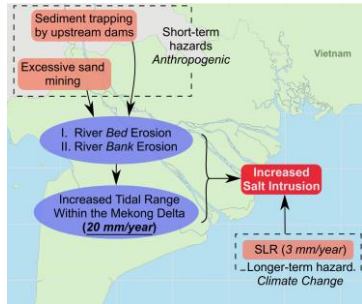 Sediment trapping
by upstream dams
Short-term
hazards
Anthropogenic
Vietnam
Excessive sand
mining
I. River Bed Erosion
II. River Bank Erosion
Increased Tidal Range
Within the Mekong Delta
(20 mm/year)
Increased
Salt Intrusion
SLR (3 mm/year)
Longer-term hazard
Climate Change